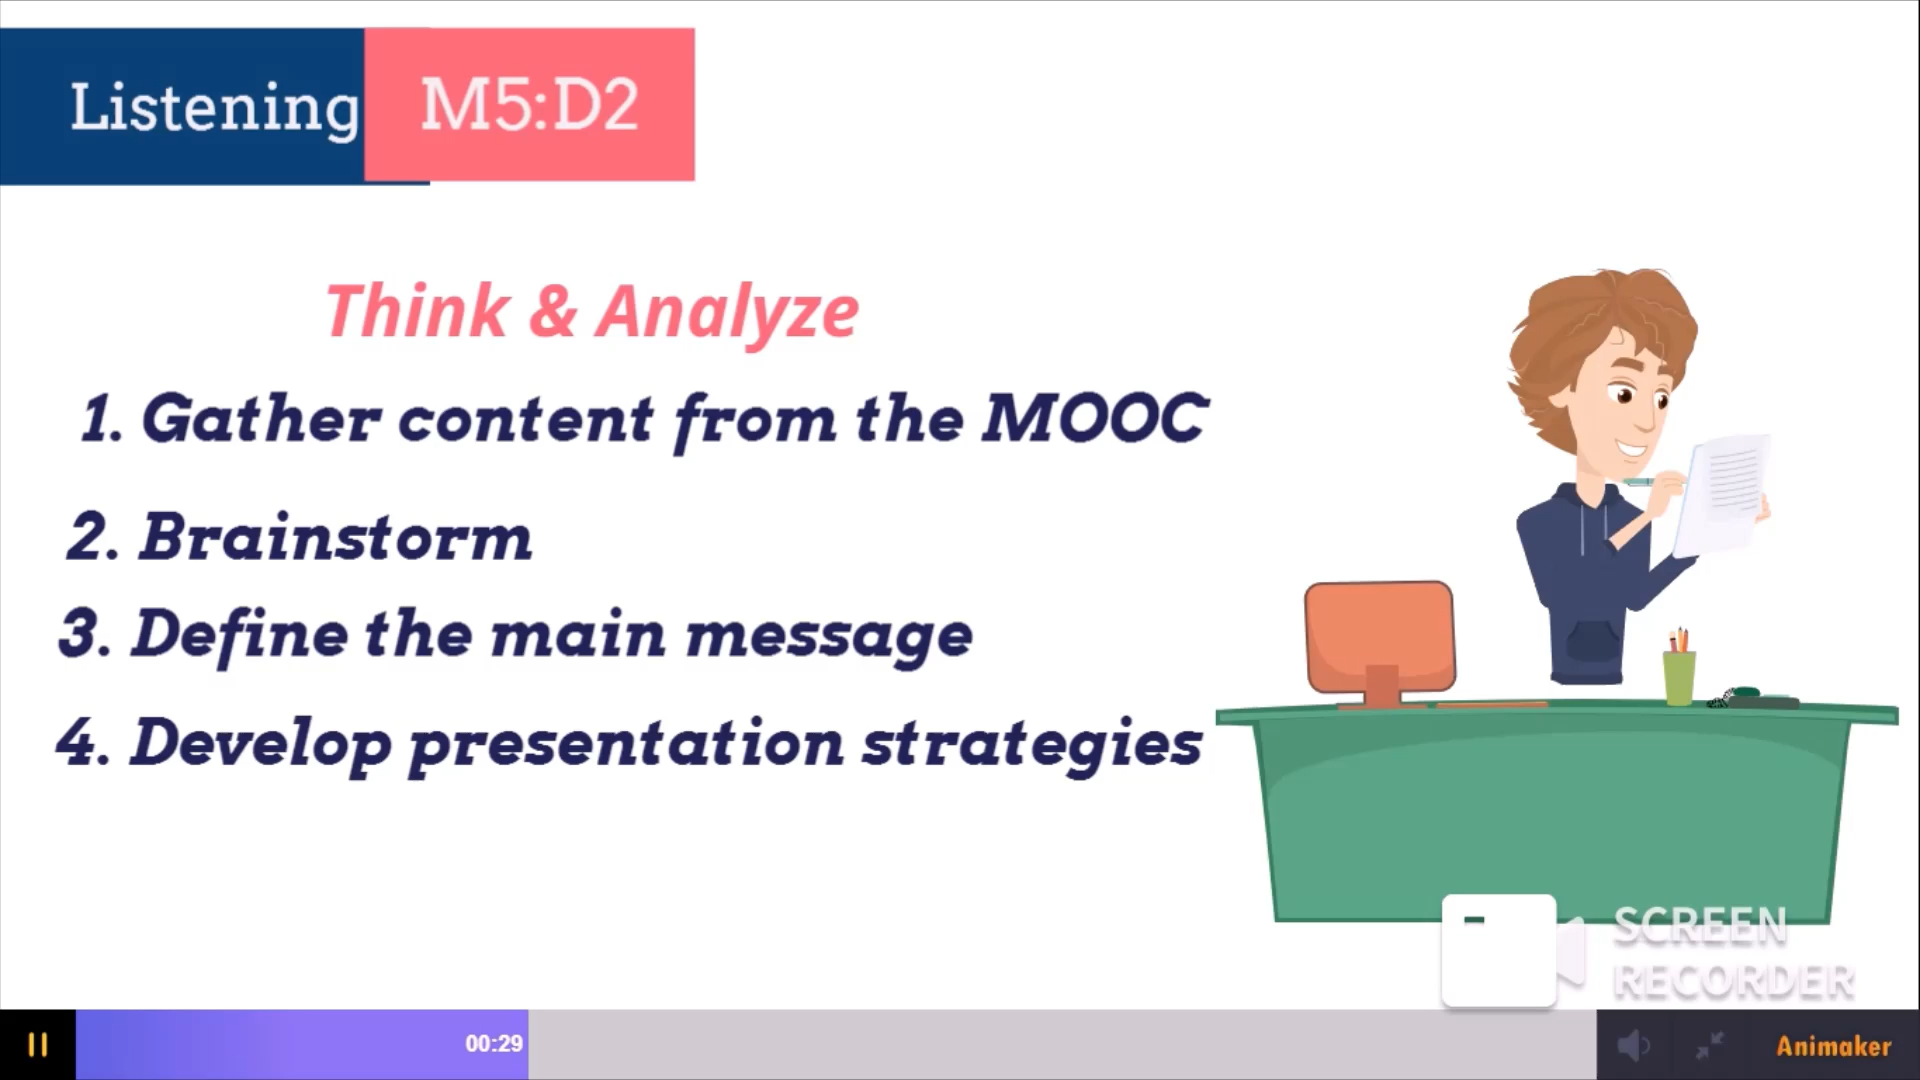 Listening
M5:D2
Think & Analyze
1. Gather content from the MOOC
2. Brainstorm
3. Define the main message
4. Develop presentation strategies
SCREEN
RECORDER
00:29
Animaker